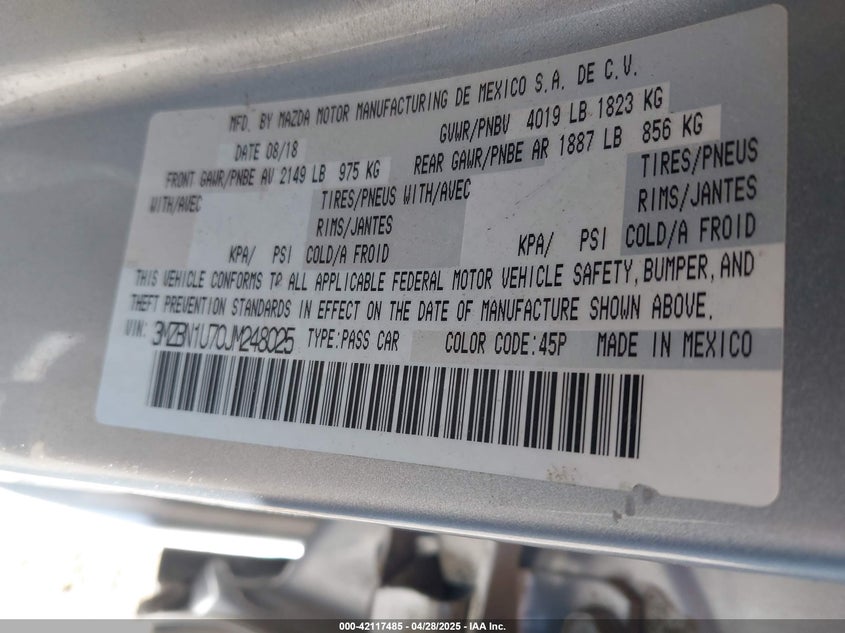 MFD. BY MAZDA MOTOR MANUFACTURING DE MEXICO S.A. DE C.V.
DATE 08/18 GVWR/PNBV 4019 LB 1823 KG
FRONT GAWR/PNBE AV 2149 LB 975 KG REAR GAWR/PNBE AR 1887 LB 856 KG
WITH/AVEC TIRES/PNEUS WITH/AVEC TIRES/PNEUS
RIMS/JANTES RIMS/JANTES
KPA/ PSI COLD/A FROID KPA/ PSI COLD/A FROID
THIS VEHICLE CONFORMS TO ALL APPLICABLE FEDERAL MOTOR VEHICLE SAFETY, BUMPER, AND
THEFT PREVENTION STANDARDS IN EFFECT ON THE DATE OF MANUFACTURE SHOWN ABOVE.
VIN: 3MZBN1U70JM248025 TYPE:PASS CAR COLOR CODE:45P MADE IN MEXICO
000-42117485 - 04/28/2025 - IAA Inc.